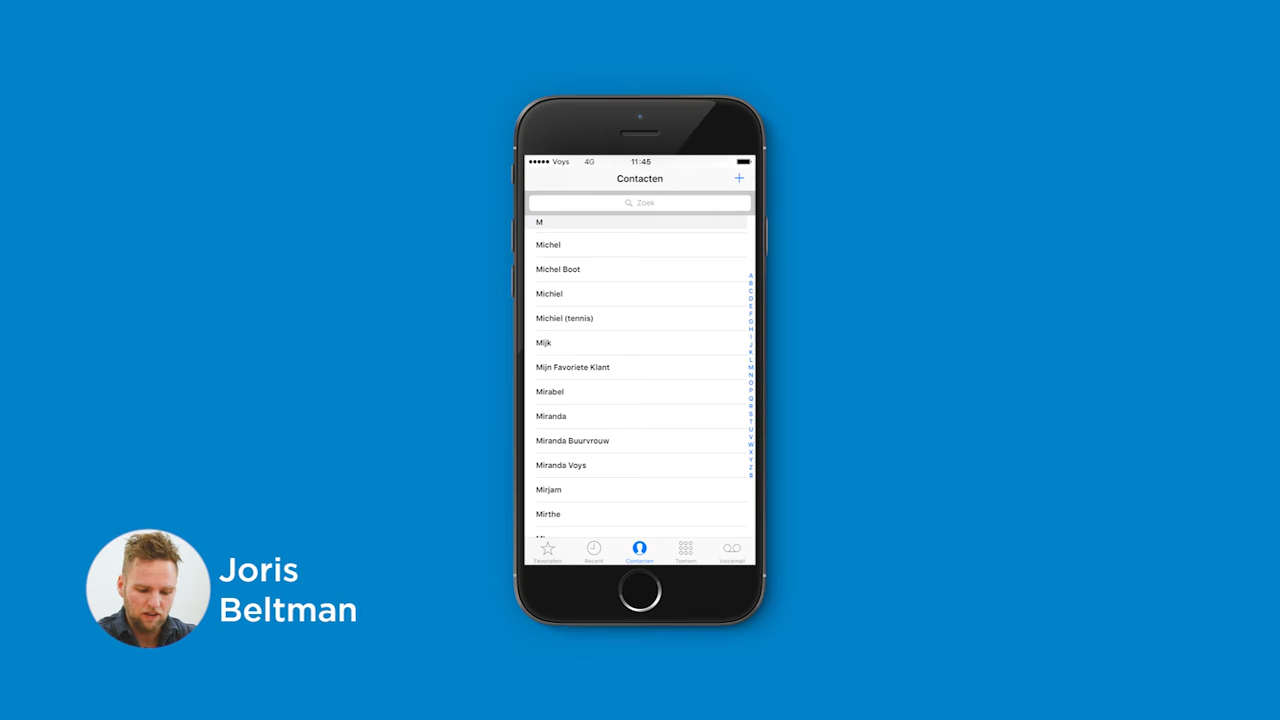 Voys 4G 11:45
Contacten
Zoek
M
Michel
Michel Boot
Michiel
Michiel (tennis)
Mijk
Mijn Favoriete Klant
Mirabel
Miranda
Miranda Buurvrouw
Miranda Voys
Mirjam
Mirthe
A
B
C
D
E
F
G
H
I
J
K
L
M
N
O
P
Q
R
S
T
U
V
W
X
Y
Z
#
Favorieten Recent Contacten Toetsen Voicemail
Joris
Beltman